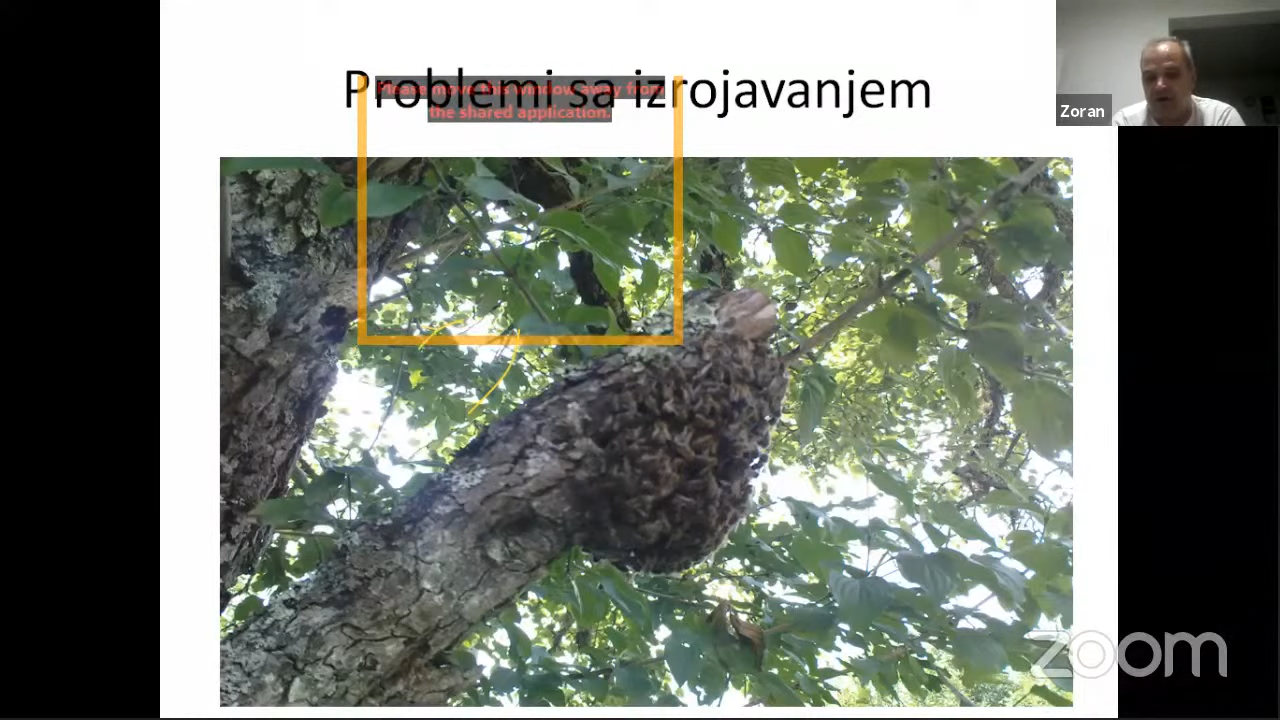 Problemi sa izrojavanjem
Please move this window away from
the shared application.
Zoran
zoom